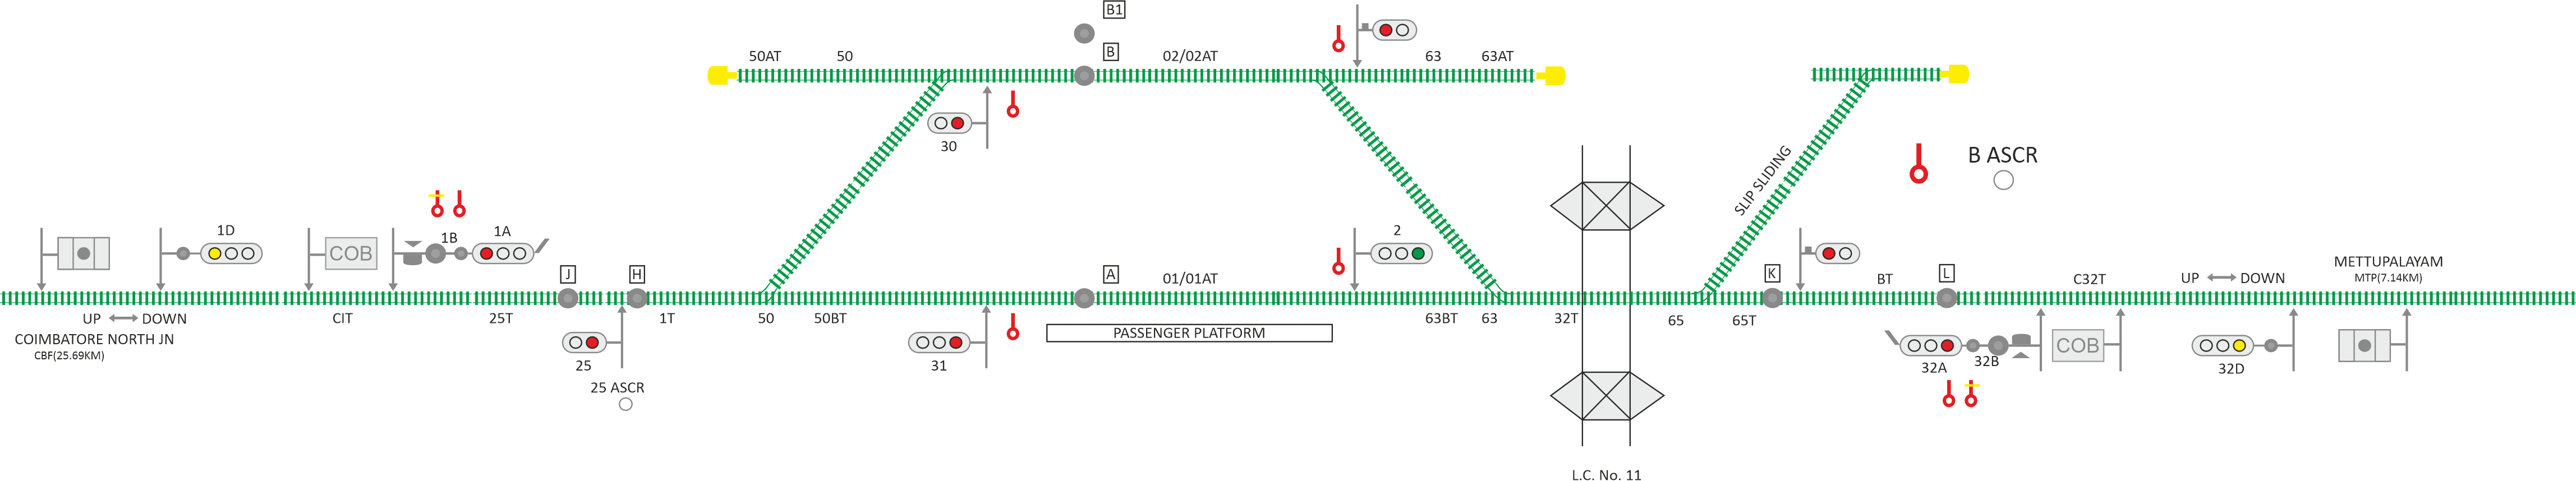 B1
B
50AT
50
02/02AT
63
63AT
30
SLIP SLIDING
B ASCR
1D
COB
1B
1A
2
J
H
A
01/01AT
K
BT
L
C32T
UP
DOWN
METTUPALAYAM
MTP(7.14KM)
UP
DOWN
COIMBATORE NORTH JN
CBF(25.69KM)
CIT
25T
1T
50
50BT
PASSENGER PLATFORM
63BT
63
32T
65
65T
25
25 ASCR
31
32A
32B
COB
32D
L.C. No. 11